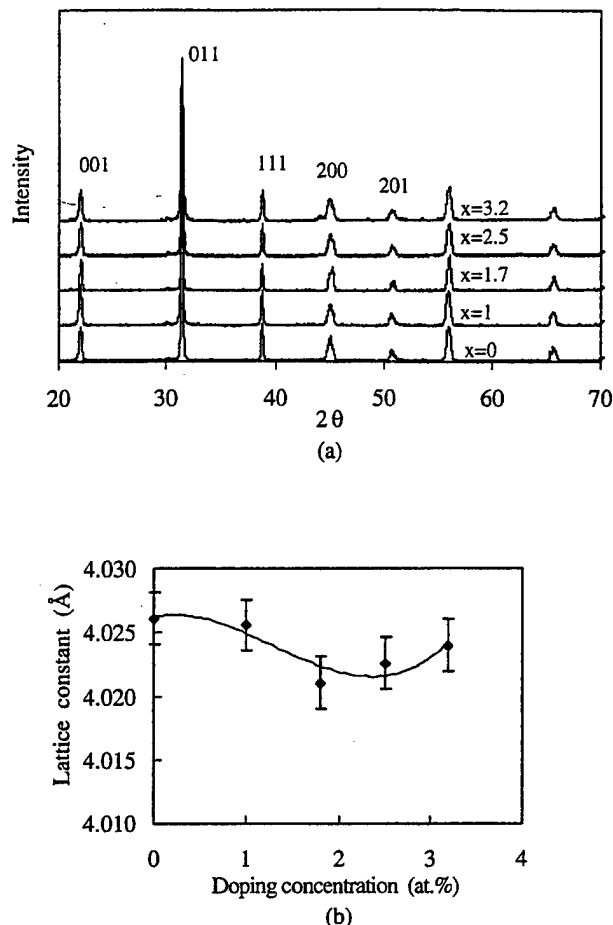 011
001
111
200
201
x=3.2
x=2.5
x=1.7
x=1
x=0
Intensity
20 30 40 50 60 70
2θ
(a)
4.030
4.025
4.020
4.015
4.010
Lattice constant (Å)
0 1 2 3 4
Doping concentration (at.%)
(b)